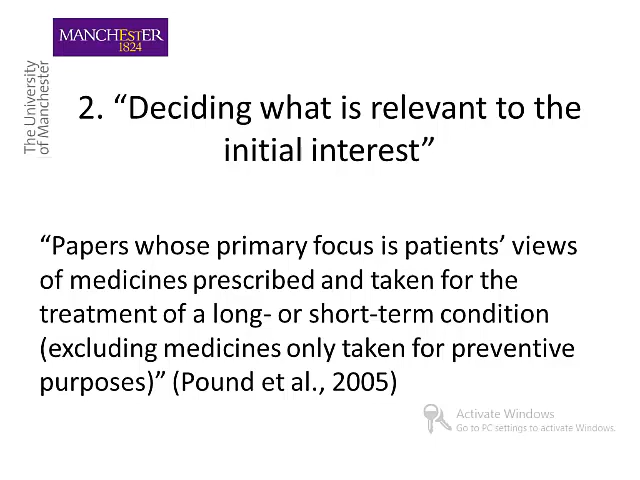 MANCHESTER
1824
The University
of Manchester
2. “Deciding what is relevant to the
initial interest”
“Papers whose primary focus is patients’ views
of medicines prescribed and taken for the
treatment of a long- or short-term condition
(excluding medicines only taken for preventive
purposes)” (Pound et al., 2005)
Activate Windows
Go to PC settings to activate Windows.